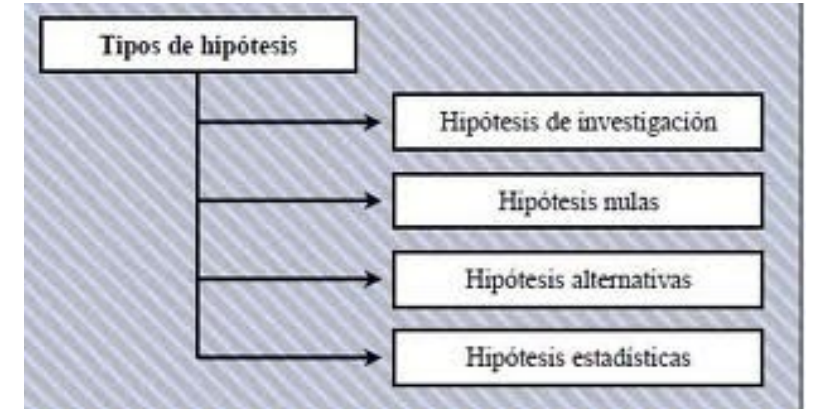 Tipos de hipótesis
Hipótesis de investigación
Hipótesis nulas
Hipótesis alternativas
Hipótesis estadísticas